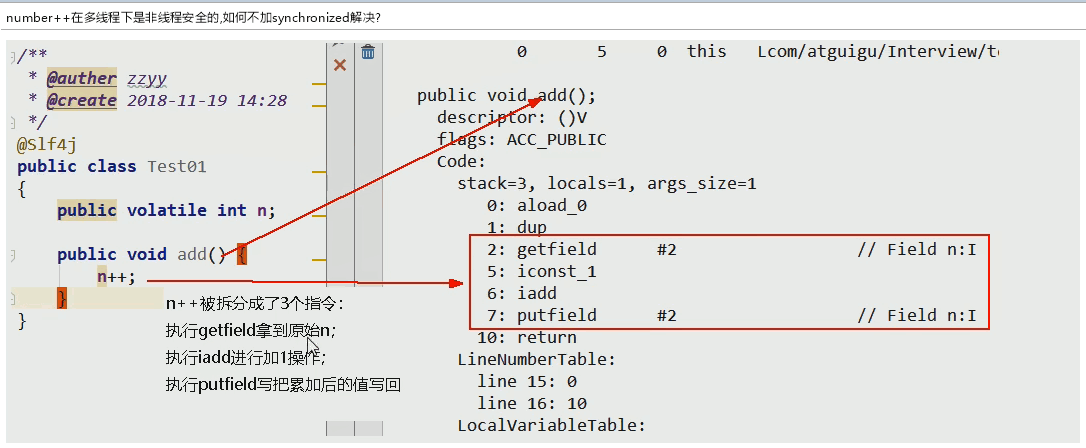 number++在多线程下是非线程安全的,如何不加synchronized解决?
/**
* @auther zzyy
* @create 2018-11-19 14:28
*/
@Slf4j
public class Test01
{
public volatile int n;
public void add() {
n++;
}
}
n++被拆分成了3个指令:
执行getfield拿到原始n;
执行iadd进行加1操作;
执行putfield写把累加后的值写回
0 5 0 this Lcom/atguigu/Interview/te
public void add();
descriptor: ()V
flags: ACC_PUBLIC
Code:
stack=3, locals=1, args_size=1
0: aload_0
1: dup
2: getfield #2 // Field n:I
5: iconst_1
6: iadd
7: putfield #2 // Field n:I
10: return
LineNumberTable:
line 15: 0
line 16: 10
LocalVariableTable: